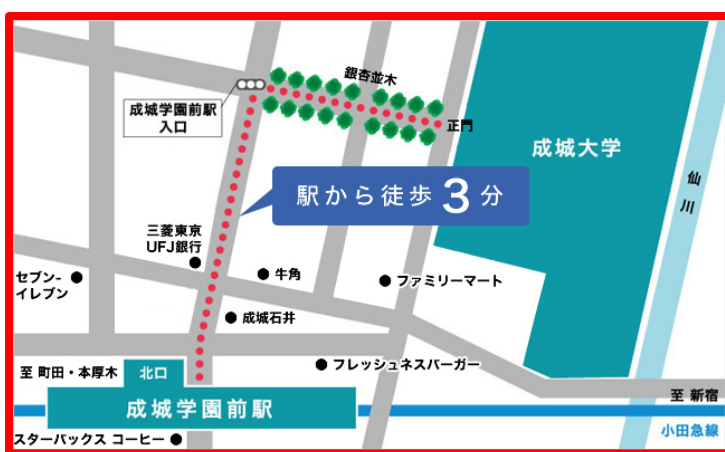 銀杏並木
成城学園前駅
入口
正門
成城大学
仙川
駅から徒歩3分
三菱東京
UFJ銀行
セブン-
イレブン
牛角
ファミリーマート
成城石井
フレッシュネスバーガー
至 町田・本厚木
北口
至 新宿
成城学園前駅
小田急線
スターバックス コーヒー